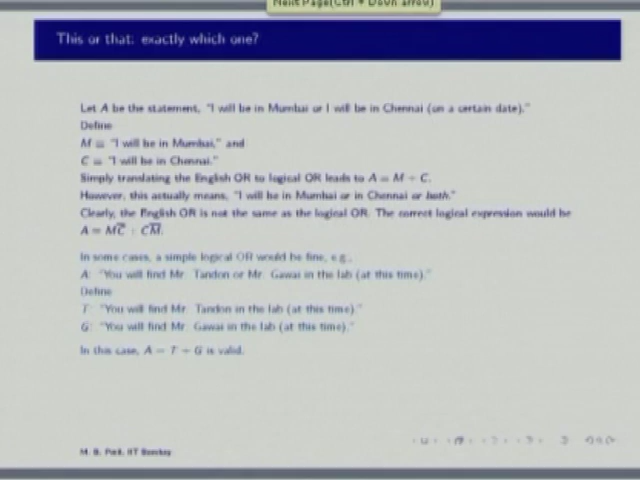 Next Page(Ctrl + Down arrow)
This or that: exactly which one?
Let A be the statement, "I will be in Mumbai or I will be in Chennai (on a certain date)."
Define
M ≡ "I will be in Mumbai," and
C ≡ "I will be in Chennai."
Simply translating the English OR to logical OR leads to A = M + C.
However, this actually means, "I will be in Mumbai or in Chennai or both."
Clearly, the English OR is not the same as the logical OR. The correct logical expression would be
A = MC̅ + CM̅.
In some cases, a simple logical OR would be fine, e.g.,
A: "You will find Mr. Tandon or Mr. Gawai in the lab (at this time)."
Define
T: "You will find Mr. Tandon in the lab (at this time)."
G: "You will find Mr. Gawai in the lab (at this time)."
In this case, A = T + G is valid.
M. B. Patil, IIT Bombay